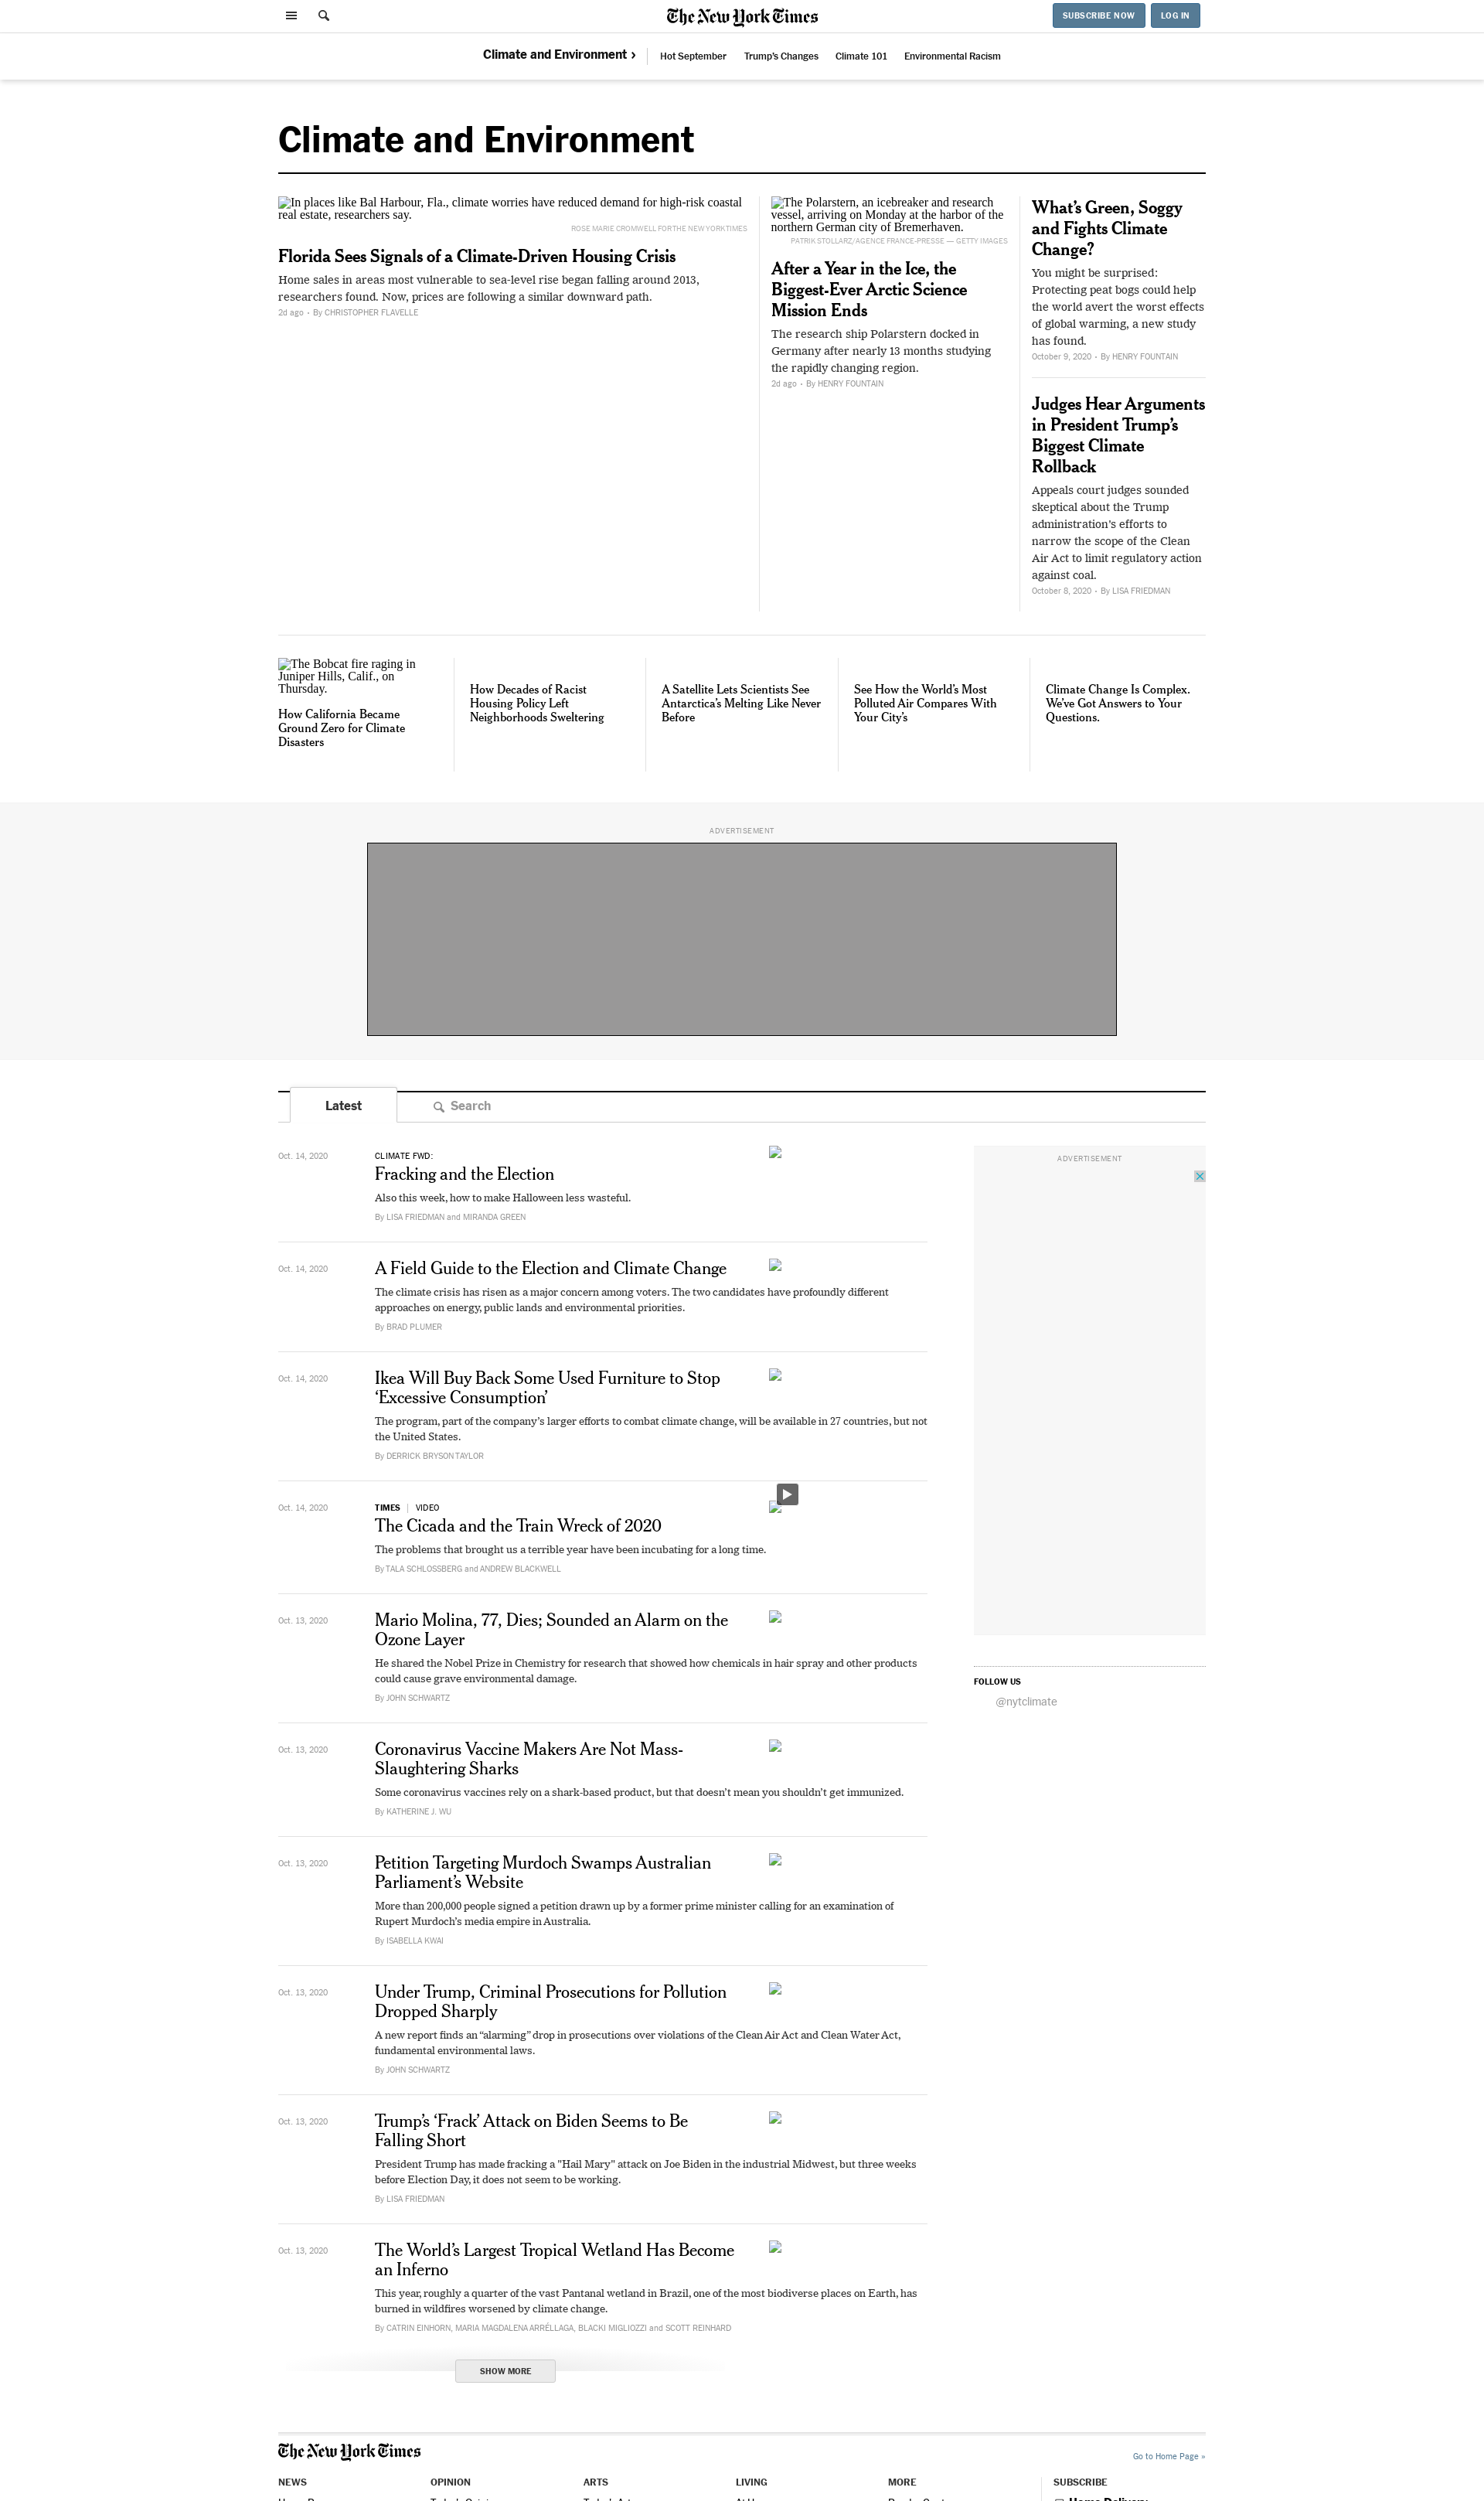 The New York Times
SUBSCRIBE NOW
LOG IN
Climate and Environment ›
Hot September
Trump's Changes
Climate 101
Environmental Racism
Climate and Environment
In places like Bal Harbour, Fla., climate worries have reduced demand for high-risk coastal
real estate, researchers say.
ROSE MARIE CROMWELL FOR THE NEW YORK TIMES
Florida Sees Signals of a Climate-Driven Housing Crisis
Home sales in areas most vulnerable to sea-level rise began falling around 2013,
researchers found. Now, prices are following a similar downward path.
2d ago • By CHRISTOPHER FLAVELLE
The Polarstern, an icebreaker and research
vessel, arriving on Monday at the harbor of the
northern German city of Bremerhaven.
PATRIK STOLLARZ/AGENCE FRANCE-PRESSE — GETTY IMAGES
After a Year in the Ice, the
Biggest-Ever Arctic Science
Mission Ends
The research ship Polarstern docked in
Germany after nearly 13 months studying
the rapidly changing region.
2d ago • By HENRY FOUNTAIN
What's Green, Soggy
and Fights Climate
Change?
You might be surprised:
Protecting peat bogs could help
the world avert the worst effects
of global warming, a new study
has found.
October 9, 2020 • By HENRY FOUNTAIN
Judges Hear Arguments
in President Trump's
Biggest Climate
Rollback
Appeals court judges sounded
skeptical about the Trump
administration's efforts to
narrow the scope of the Clean
Air Act to limit regulatory action
against coal.
October 8, 2020 • By LISA FRIEDMAN
The Bobcat fire raging in
Juniper Hills, Calif., on
Thursday.
How California Became
Ground Zero for Climate
Disasters
How Decades of Racist
Housing Policy Left
Neighborhoods Sweltering
A Satellite Lets Scientists See
Antarctica's Melting Like Never
Before
See How the World's Most
Polluted Air Compares With
Your City's
Climate Change Is Complex.
We've Got Answers to Your
Questions.
ADVERTISEMENT
Latest
Search
Oct. 14, 2020
CLIMATE FWD:
Fracking and the Election
Also this week, how to make Halloween less wasteful.
By LISA FRIEDMAN and MIRANDA GREEN
Oct. 14, 2020
A Field Guide to the Election and Climate Change
The climate crisis has risen as a major concern among voters. The two candidates have profoundly different
approaches on energy, public lands and environmental priorities.
By BRAD PLUMER
Oct. 14, 2020
Ikea Will Buy Back Some Used Furniture to Stop
‘Excessive Consumption’
The program, part of the company's larger efforts to combat climate change, will be available in 27 countries, but not
the United States.
By DERRICK BRYSON TAYLOR
Oct. 14, 2020
TIMES | VIDEO
The Cicada and the Train Wreck of 2020
The problems that brought us a terrible year have been incubating for a long time.
By TALA SCHLOSSBERG and ANDREW BLACKWELL
Oct. 13, 2020
Mario Molina, 77, Dies; Sounded an Alarm on the
Ozone Layer
He shared the Nobel Prize in Chemistry for research that showed how chemicals in hair spray and other products
could cause grave environmental damage.
By JOHN SCHWARTZ
Oct. 13, 2020
Coronavirus Vaccine Makers Are Not Mass-
Slaughtering Sharks
Some coronavirus vaccines rely on a shark-based product, but that doesn't mean you shouldn't get immunized.
By KATHERINE J. WU
Oct. 13, 2020
Petition Targeting Murdoch Swamps Australian
Parliament's Website
More than 200,000 people signed a petition drawn up by a former prime minister calling for an examination of
Rupert Murdoch's media empire in Australia.
By ISABELLA KWAI
Oct. 13, 2020
Under Trump, Criminal Prosecutions for Pollution
Dropped Sharply
A new report finds an “alarming” drop in prosecutions over violations of the Clean Air Act and Clean Water Act,
fundamental environmental laws.
By JOHN SCHWARTZ
Oct. 13, 2020
Trump's ‘Frack’ Attack on Biden Seems to Be
Falling Short
President Trump has made fracking a "Hail Mary" attack on Joe Biden in the industrial Midwest, but three weeks
before Election Day, it does not seem to be working.
By LISA FRIEDMAN
Oct. 13, 2020
The World's Largest Tropical Wetland Has Become
an Inferno
This year, roughly a quarter of the vast Pantanal wetland in Brazil, one of the most biodiverse places on Earth, has
burned in wildfires worsened by climate change.
By CATRIN EINHORN, MARIA MAGDALENA ARRÉLLAGA, BLACKI MIGLIOZZI and SCOTT REINHARD
SHOW MORE
ADVERTISEMENT
FOLLOW US
@nytclimate
The New York Times
Go to Home Page »
NEWS
OPINION
ARTS
LIVING
MORE
SUBSCRIBE